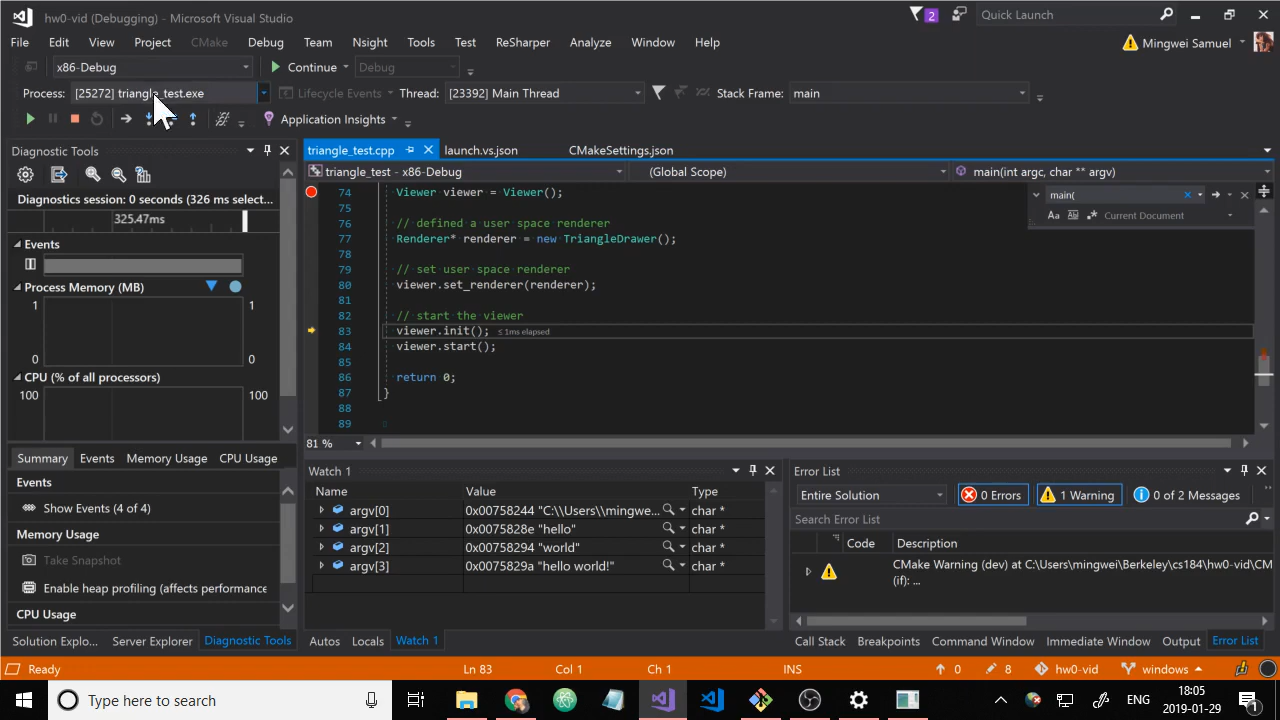 hw0-vid (Debugging) - Microsoft Visual Studio
2
Quick Launch
File Edit View Project CMake Debug Team Nsight Tools Test ReSharper Analyze Window Help
Mingwei Samuel
x86-Debug Continue Debug
Process: [25272] triangle_test.exe Lifecycle Events Thread: [23392] Main Thread Stack Frame: main
Application Insights
Diagnostic Tools
Diagnostics session: 0 seconds (326 ms select...
325.47ms
Events
Process Memory (MB)
1 1
0 0
CPU (% of all processors)
100 100
Summary Events Memory Usage CPU Usage
Events
Show Events (4 of 4)
Memory Usage
Take Snapshot
Enable heap profiling (affects performance
CPU Usage
Solution Explo... Server Explorer Diagnostic Tools
triangle_test.cpp launch.vs.json CMakeSettings.json
triangle_test - x86-Debug (Global Scope) main(int argc, char ** argv)
main(
Aa Current Document
74 Viewer viewer = Viewer();
75
76 // defined a user space renderer
77 Renderer* renderer = new TriangleDrawer();
78
79 // set user space renderer
80 viewer.set_renderer(renderer);
81
82 // start the viewer
83 viewer.init(); ≤ 1ms elapsed
84 viewer.start();
85
86 return 0;
87 }
88
89
81 %
Watch 1
Name Value Type
argv[0] 0x00758244 "C:\\Users\\mingwe... char *
argv[1] 0x0075828e "hello" char *
argv[2] 0x00758294 "world" char *
argv[3] 0x0075829a "hello world!" char *
Autos Locals Watch 1
Error List
Entire Solution 0 Errors 1 Warning 0 of 2 Messages
Search Error List
Code Description
CMake Warning (dev) at C:\Users\mingwei\Berkeley\cs184\hw0-vid\CM
(if): ...
Call Stack Breakpoints Command Window Immediate Window Output Error List
Ready Ln 83 Col 1 Ch 1 INS 0 8 hw0-vid windows
Type here to search
ENG
18:05
2019-01-29
1